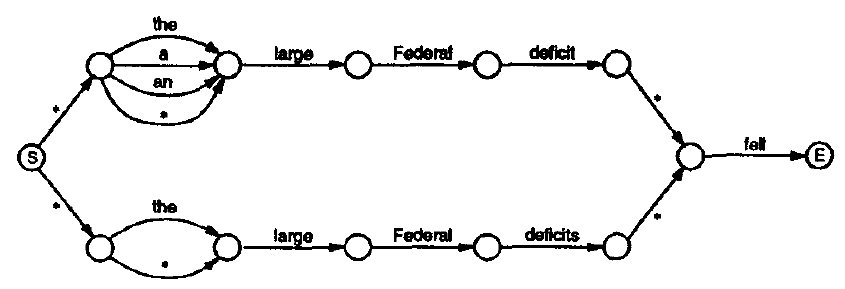 the
a
large Federal deficit
an
*
* *
S fell E
* *
the
large Federal deficits
*